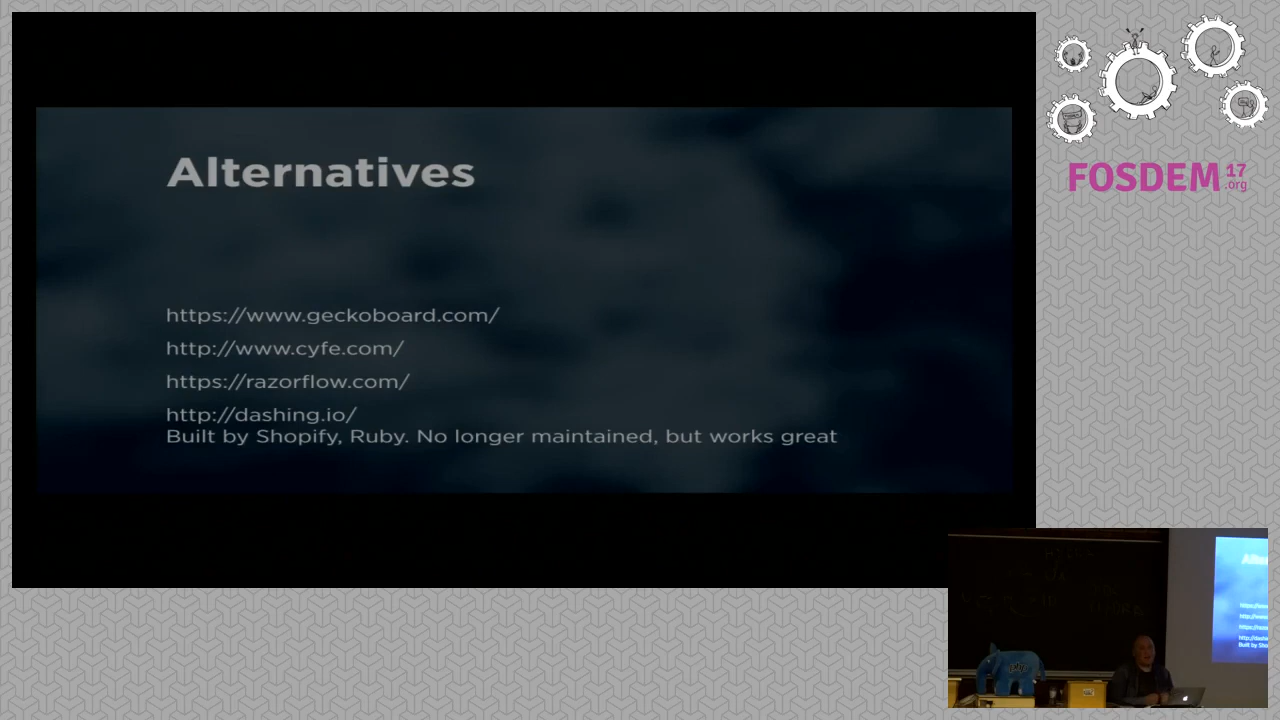 Alternatives
https://www.geckoboard.com/
http://www.cyfe.com/
https://razorflow.com/
http://dashing.io/
Built by Shopify, Ruby. No longer maintained, but works great
FOSDEM 17
.org
php